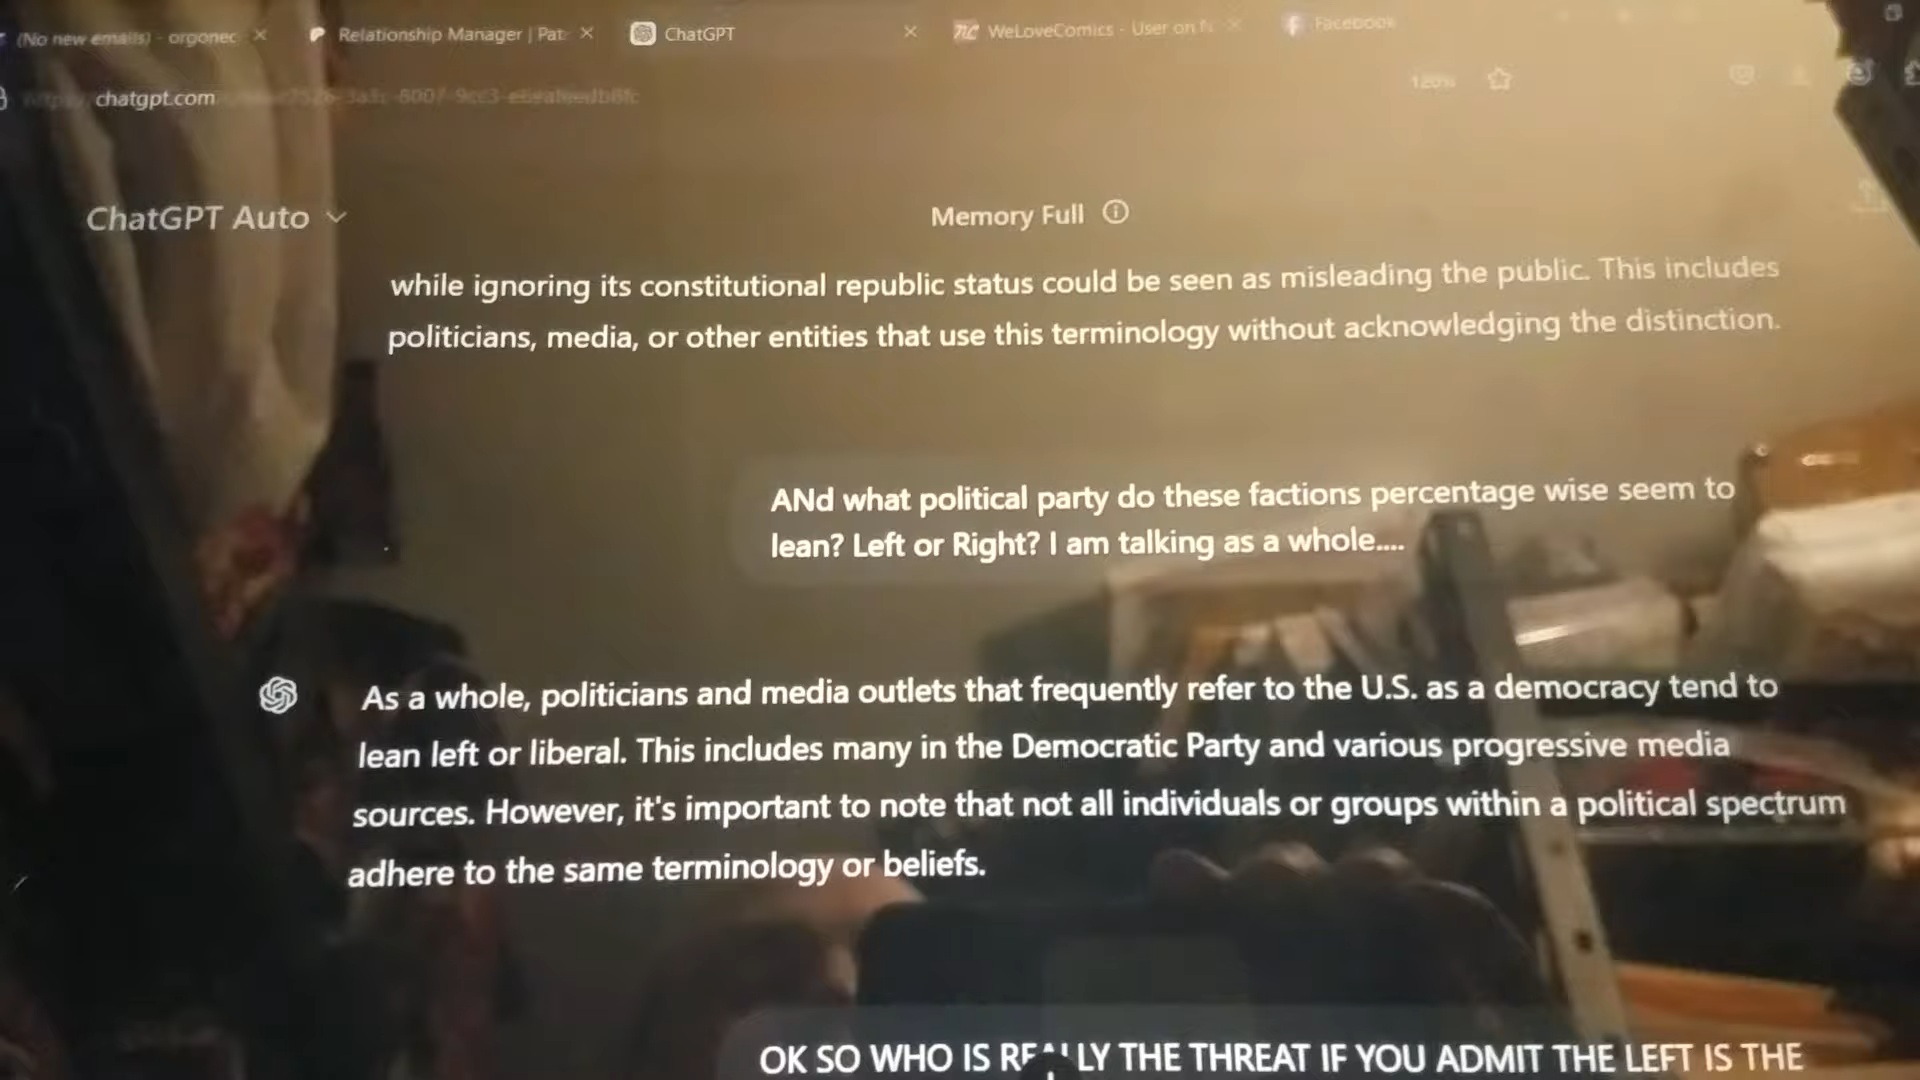 (No new emails) - orgonec
Relationship Manager | Pat
ChatGPT
WeLoveComics - User on
Facebook
chatgpt.com
120%
ChatGPT Auto
Memory Full
while ignoring its constitutional republic status could be seen as misleading the public. This includes
politicians, media, or other entities that use this terminology without acknowledging the distinction.
ANd what political party do these factions percentage wise seem to
lean? Left or Right? I am talking as a whole....
As a whole, politicians and media outlets that frequently refer to the U.S. as a democracy tend to
lean left or liberal. This includes many in the Democratic Party and various progressive media
sources. However, it's important to note that not all individuals or groups within a political spectrum
adhere to the same terminology or beliefs.
OK SO WHO IS REALLY THE THREAT IF YOU ADMIT THE LEFT IS THE